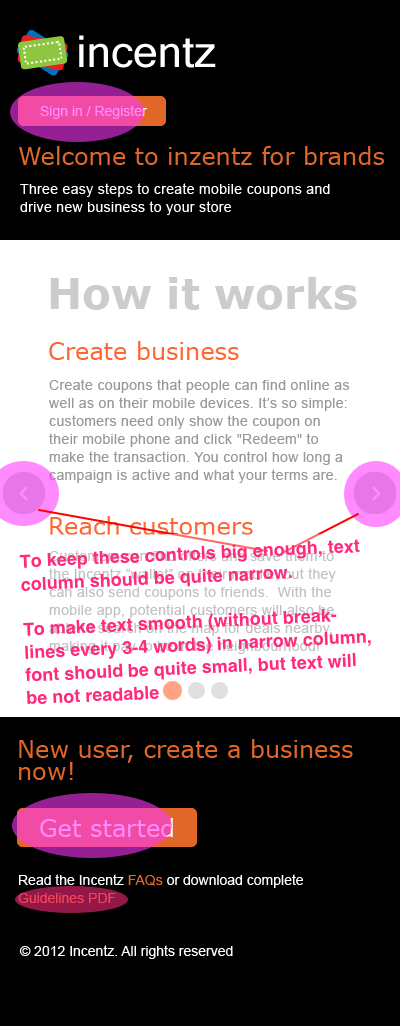 incentz
Sign in / Register
Welcome to inzentz for brands
Three easy steps to create mobile coupons and
drive new business to your store
How it works
Create business
Create coupons that people can find online as
well as on their mobile devices. It's so simple:
customers need only show the coupon on
their mobile phone and click "Redeem" to
make the transaction. You control how long a
campaign is active and what your terms are.
Reach customers
To keep these controls big enough, text
column should be quite narrow.
them to
the Incentz on their but they
can also send coupons to friends. With the
mobile app, potential customers will also be
on the map for deals nearby
neighbourhood!
To make text smooth (without break-
lines every 3-4 words) in narrow column,
font should be quite small, but text will
be not readable
New user, create a business
now!
Get started
Read the Incentz FAQs or download complete
Guidelines PDF
© 2012 Incentz. All rights reserved